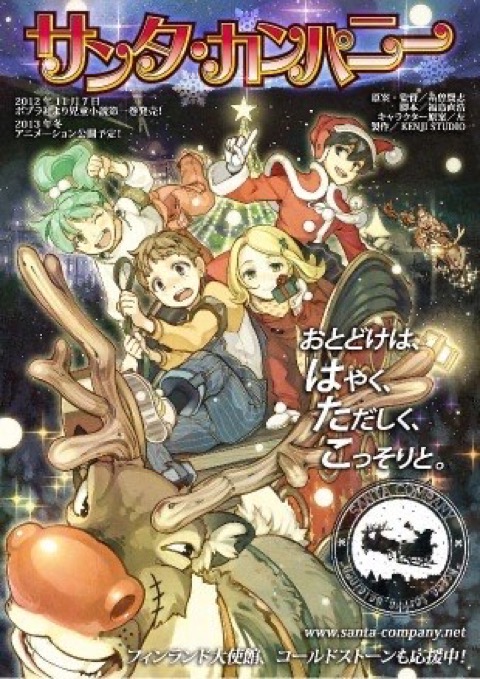 サンタ・カンパニー
2012年11月7日
ポプラ社より児童小説第一巻発売!
2013年冬
アニメーション公開予定!
原案・監督/糸曽賢志
脚本/福島直浩
キャラクター原案/左
製作/KENJI STUDIO
おとどけは、
はやく、
ただしく、
こっそりと。
SANTA COMPANY
www.santa-company.net
フィンランド大使館、コールドストーンも応援中!